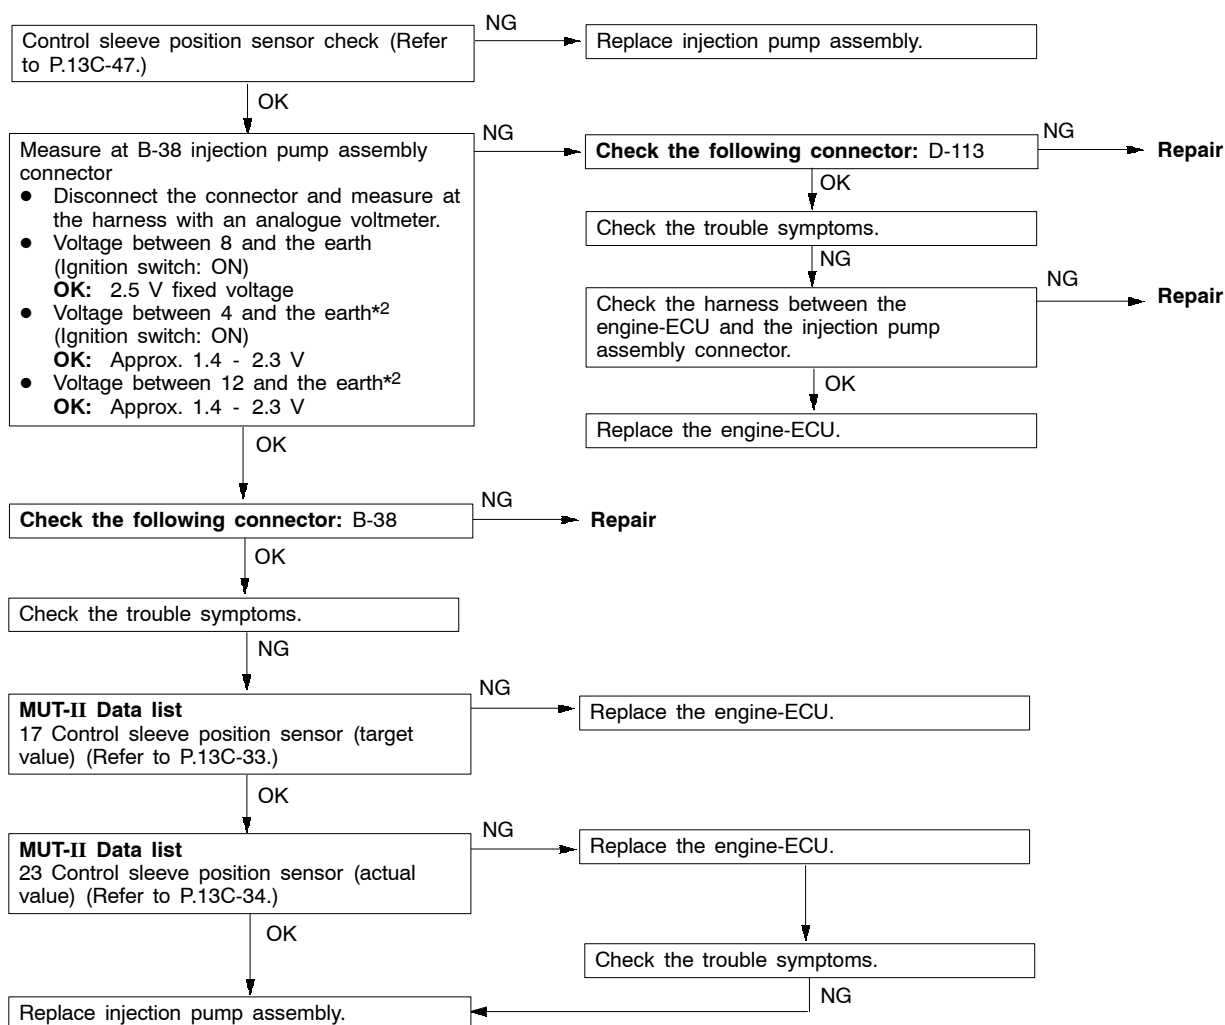 Control sleeve position sensor check (Refer
to P.13C-47.)
NG
Replace injection pump assembly.
OK
Measure at B-38 injection pump assembly
connector
● Disconnect the connector and measure at
the harness with an analogue voltmeter.
● Voltage between 8 and the earth
(Ignition switch: ON)
OK: 2.5 V fixed voltage
● Voltage between 4 and the earth*2
(Ignition switch: ON)
OK: Approx. 1.4 - 2.3 V
● Voltage between 12 and the earth*2
OK: Approx. 1.4 - 2.3 V
NG
Check the following connector: D-113
NG
Repair
OK
Check the trouble symptoms.
NG
Check the harness between the
engine-ECU and the injection pump
assembly connector.
NG
Repair
OK
Replace the engine-ECU.
OK
Check the following connector: B-38
NG
Repair
OK
Check the trouble symptoms.
NG
MUT-II Data list
17 Control sleeve position sensor (target
value) (Refer to P.13C-33.)
NG
Replace the engine-ECU.
OK
MUT-II Data list
23 Control sleeve position sensor (actual
value) (Refer to P.13C-34.)
NG
Replace the engine-ECU.
OK
Check the trouble symptoms.
NG
Replace injection pump assembly.